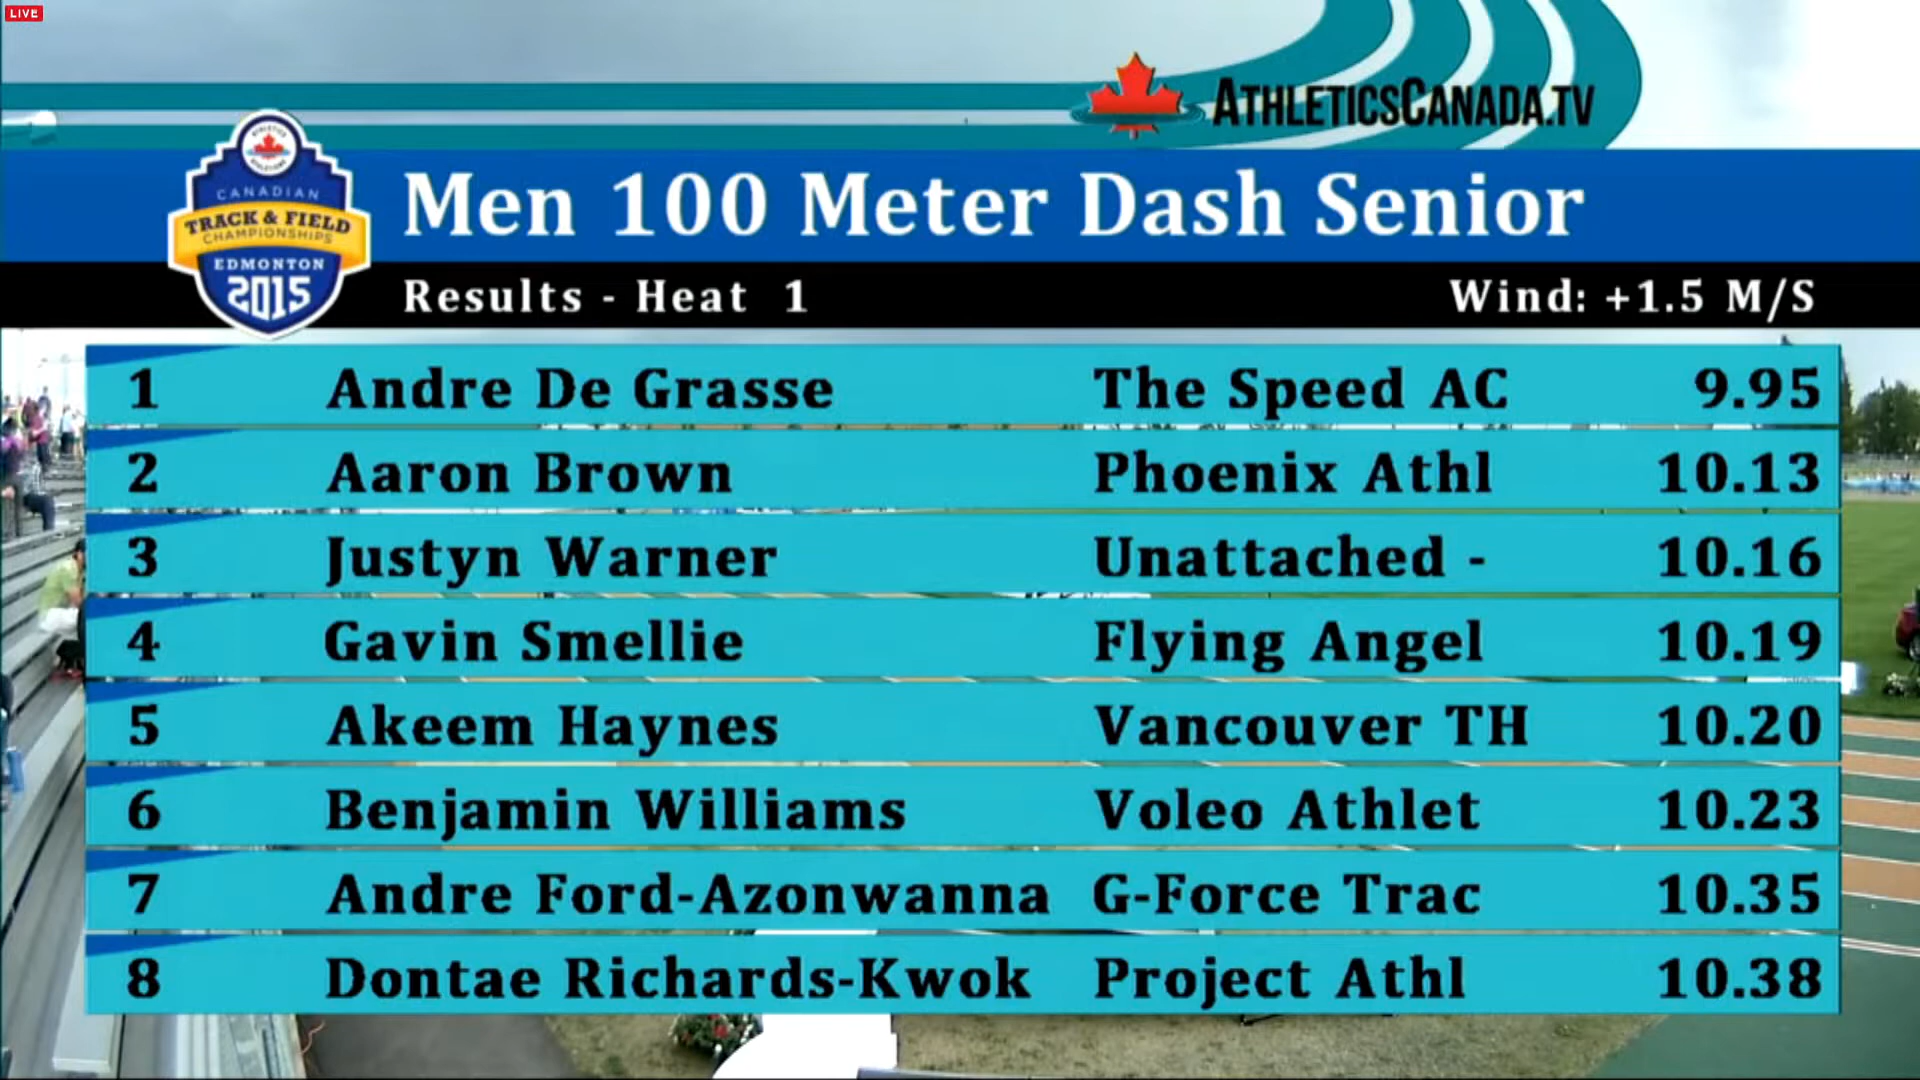 LIVE
ATHLETICSCANADA.TV
ATHLETICS
ATHLÉTISME
CANADIAN
TRACK & FIELD
CHAMPIONSHIPS
EDMONTON
2015
Men 100 Meter Dash Senior
Results - Heat 1 Wind: +1.5 M/S
1 Andre De Grasse The Speed AC 9.95
2 Aaron Brown Phoenix Athl 10.13
3 Justyn Warner Unattached - 10.16
4 Gavin Smellie Flying Angel 10.19
5 Akeem Haynes Vancouver TH 10.20
6 Benjamin Williams Voleo Athlet 10.23
7 Andre Ford-Azonwanna G-Force Trac 10.35
8 Dontae Richards-Kwok Project Athl 10.38